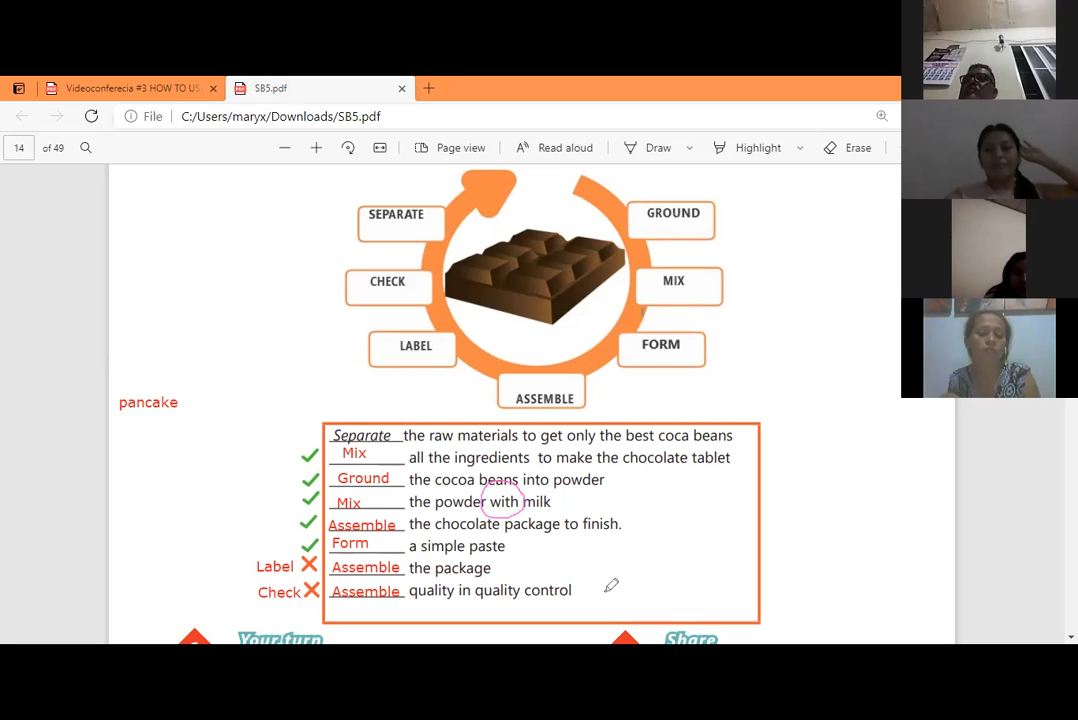 Videoconferecia #3 HOW TO US
SB5.pdf
File C:/Users/maryx/Downloads/SB5.pdf
14 of 49 Page view Read aloud Draw Highlight Erase
SEPARATE
GROUND
CHECK
MIX
LABEL
FORM
ASSEMBLE
pancake
Separate the raw materials to get only the best coca beans
Mix all the ingredients to make the chocolate tablet
Ground the cocoa beans into powder
Mix the powder with milk
Assemble the chocolate package to finish.
Form a simple paste
Label Assemble the package
Check Assemble quality in quality control
Your turn
Share